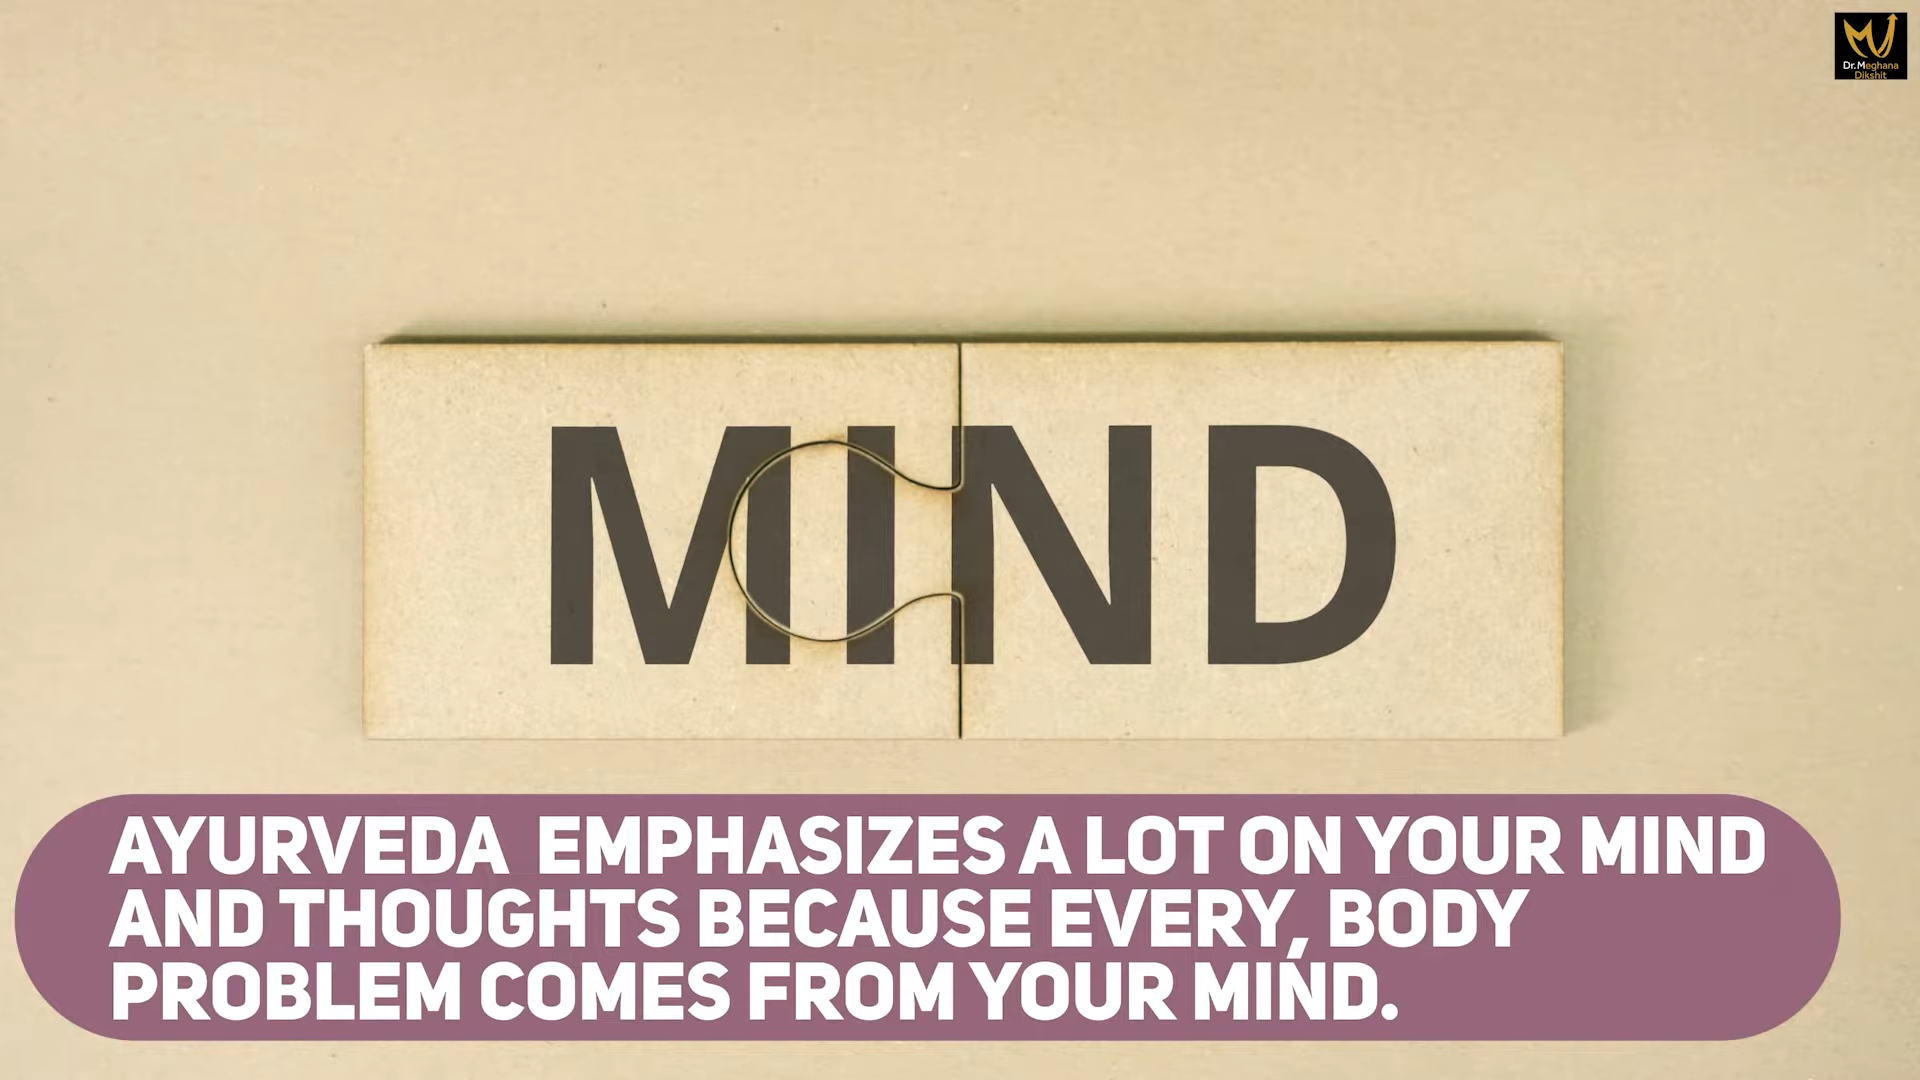 Dr.Meghana
Dikshit
MIND
AYURVEDA EMPHASIZES A LOT ON YOUR MIND
AND THOUGHTS BECAUSE EVERY, BODY
PROBLEM COMES FROM YOUR MIND.